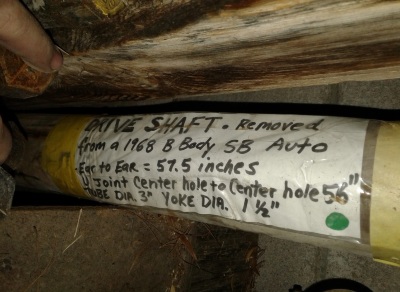 DRIVE SHAFT. Removed
from a 1968 B Body SB Auto
Ear to Ear = 57.5 inches
U Joint Center hole to Center hole 56"
TUBE DIA. 3" YOKE DIA. 1 ½"